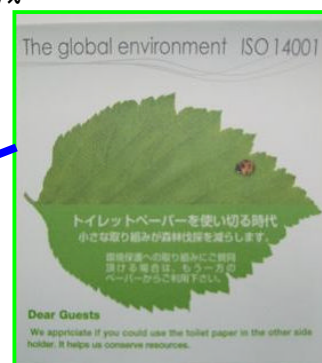 The global environment ISO 14001
トイレットペーパーを使い切る時代
小さな取り組みが森林伐採を減らします。
環境保護への取り組みにご賛同
頂ける場合は、もう一方の
ペーパーからご利用下さい。
Dear Guests
We appriciate if you could use the toilet paper in the other side
holder. It helps us conserve resources.